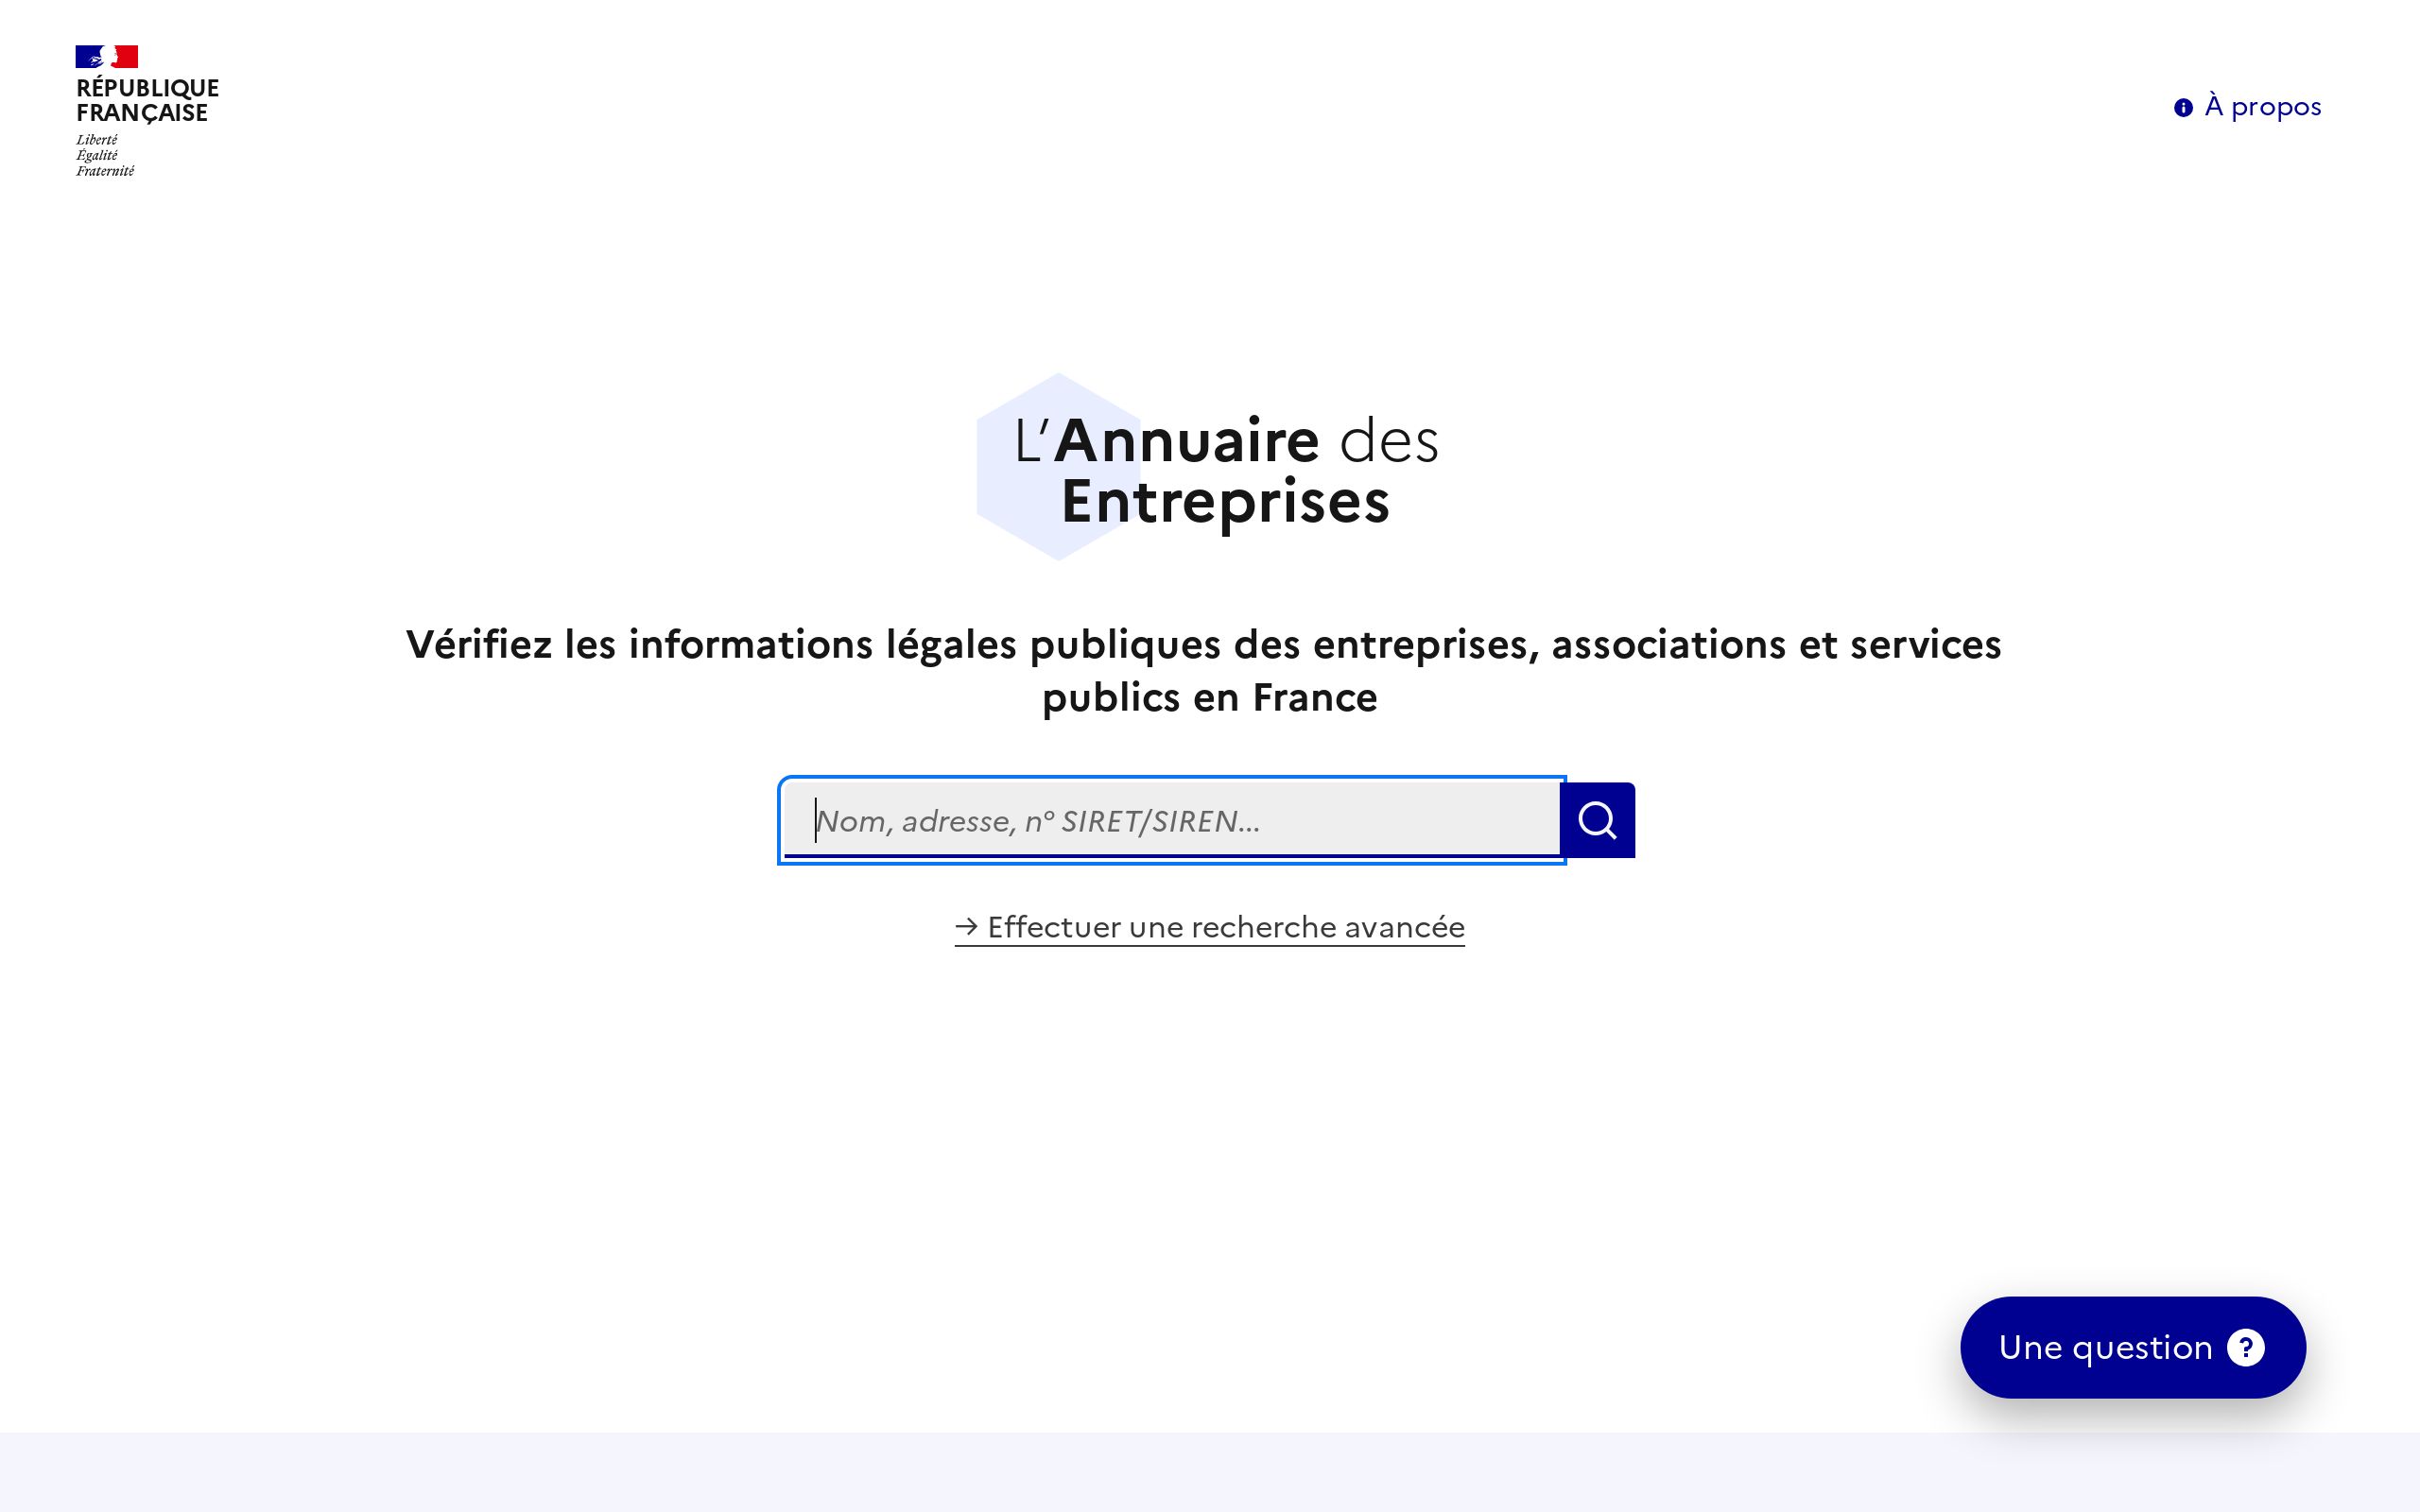 RÉPUBLIQUE
FRANÇAISE
Liberté
Égalité
Fraternité
À propos
L’Annuaire des
Entreprises
Vérifiez les informations légales publiques des entreprises, associations et services
publics en France
Nom, adresse, n° SIRET/SIREN...
→ Effectuer une recherche avancée
Une question ?